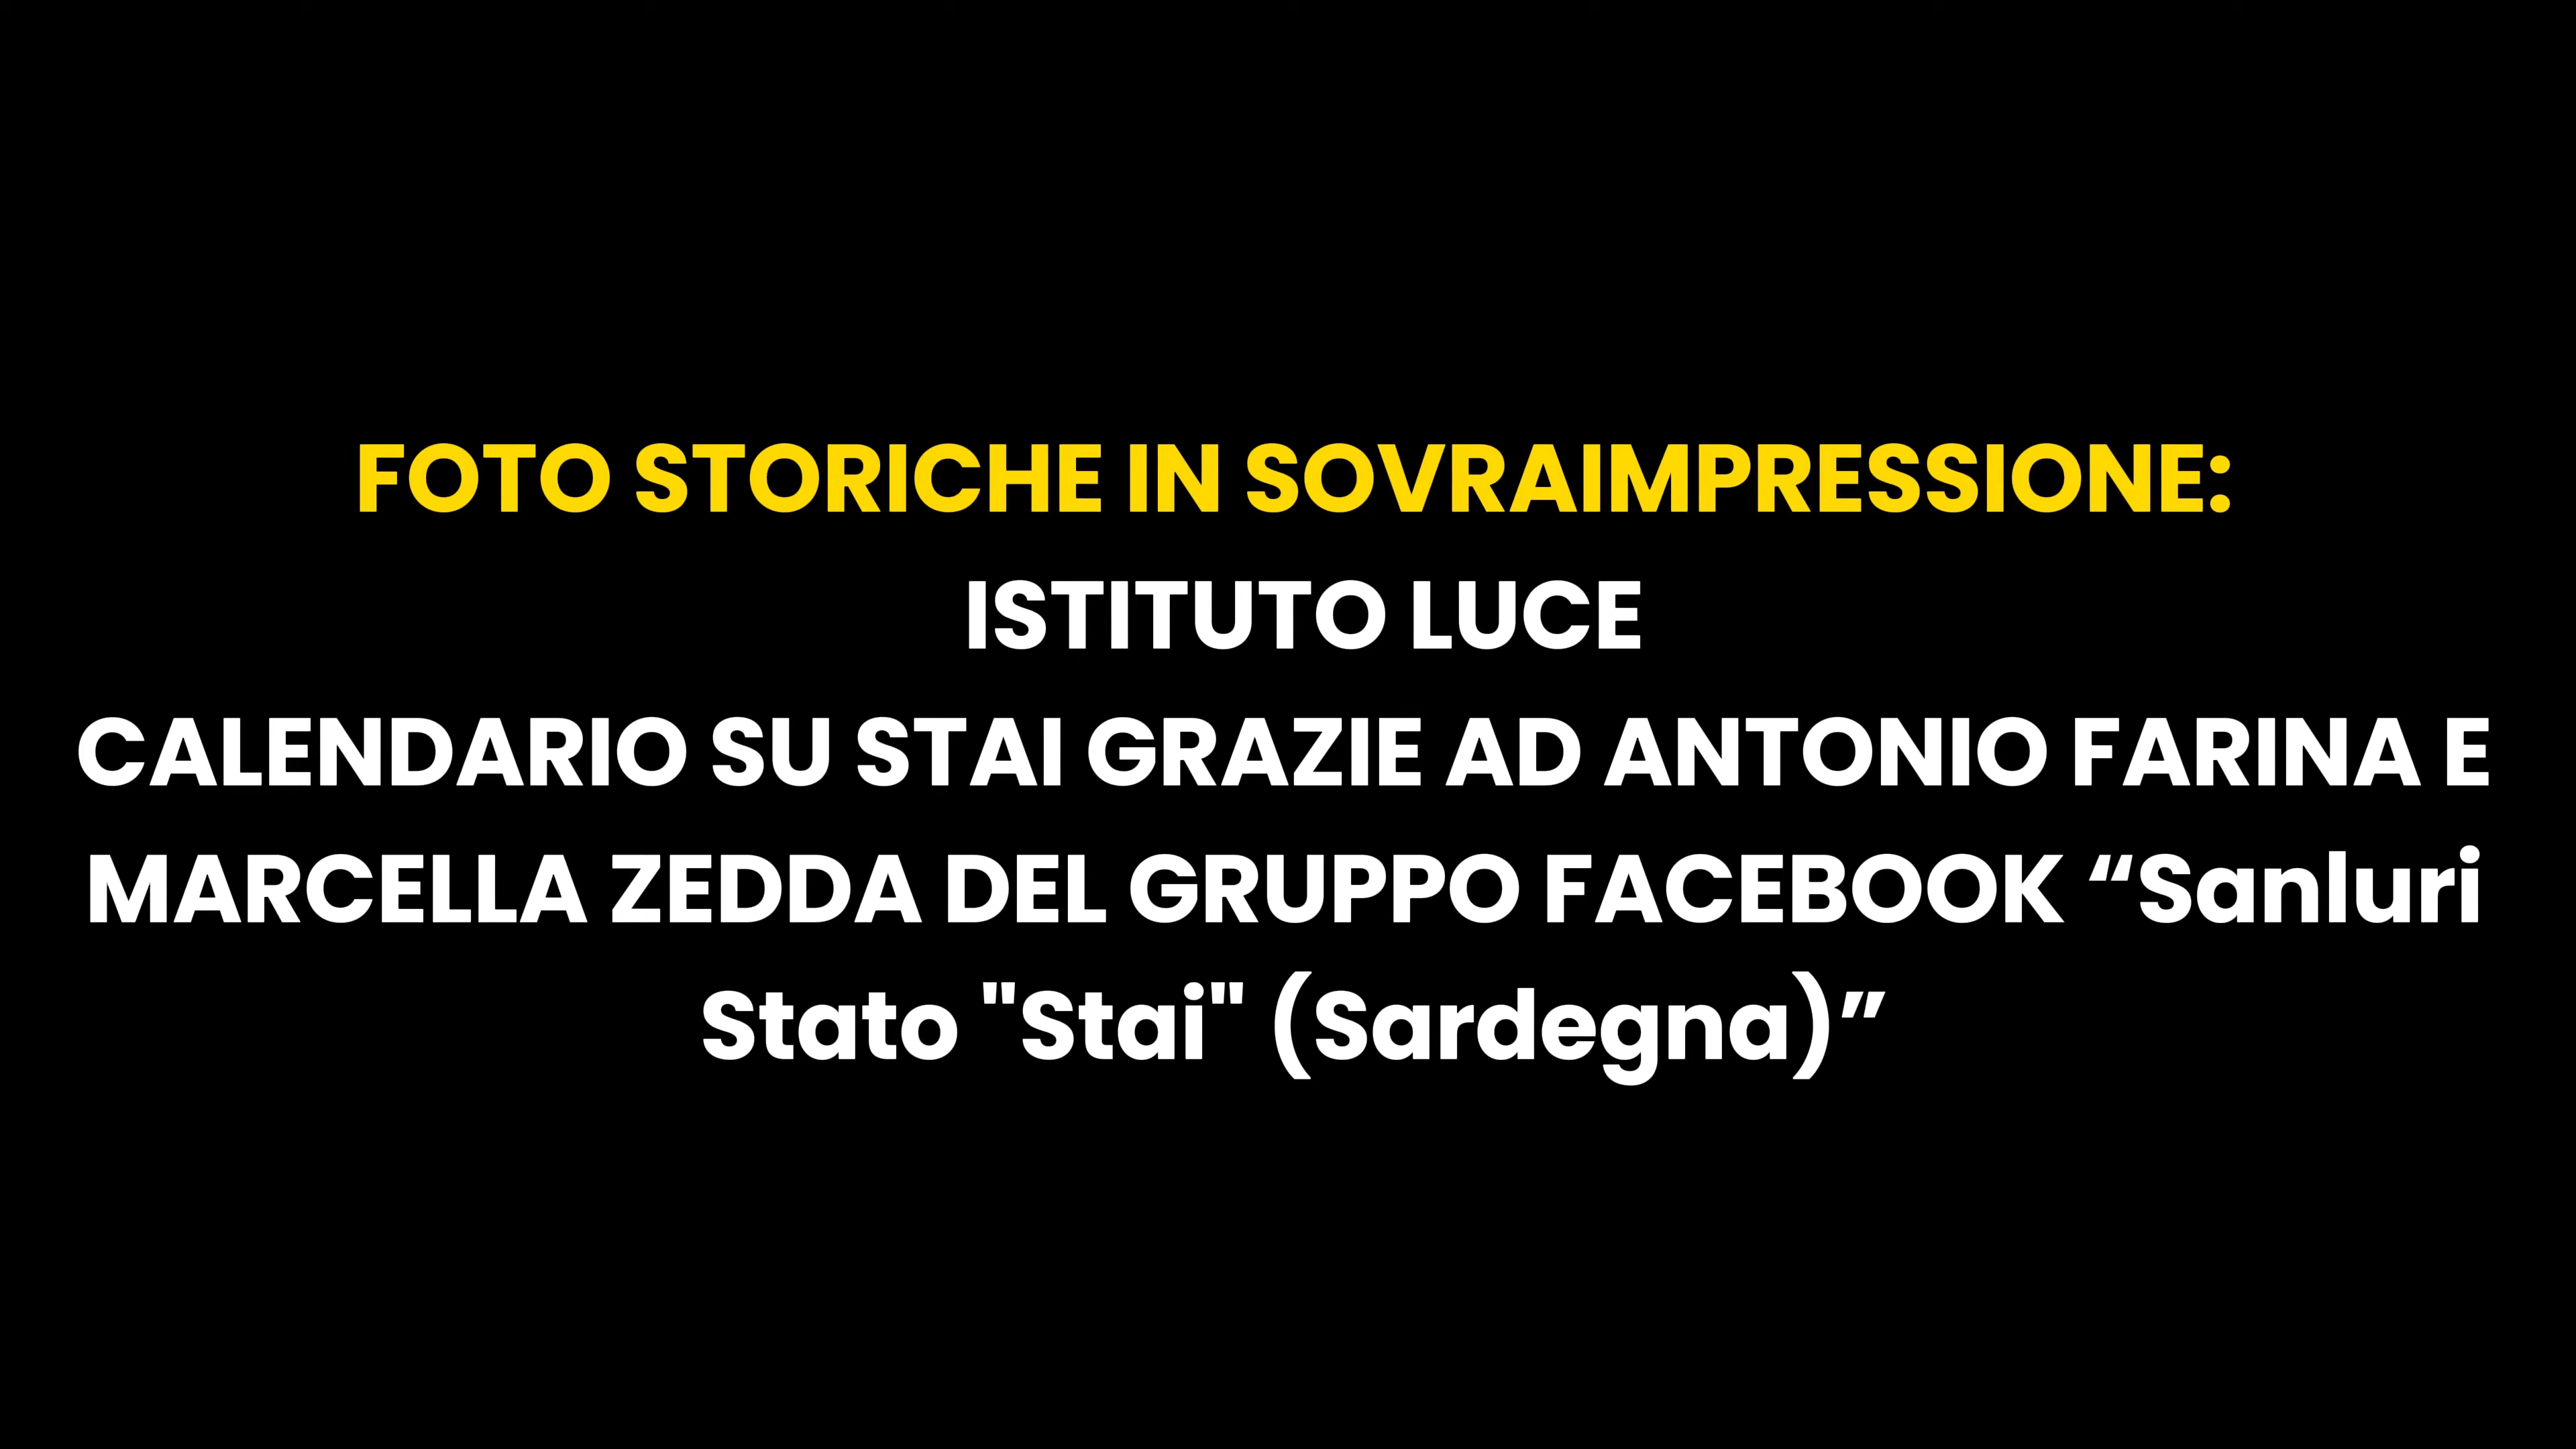 FOTO STORICHE IN SOVRAIMPRESSIONE:
ISTITUTO LUCE
CALENDARIO SU STAI GRAZIE AD ANTONIO FARINA E
MARCELLA ZEDDA DEL GRUPPO FACEBOOK “Sanluri
Stato "Stai" (Sardegna)”